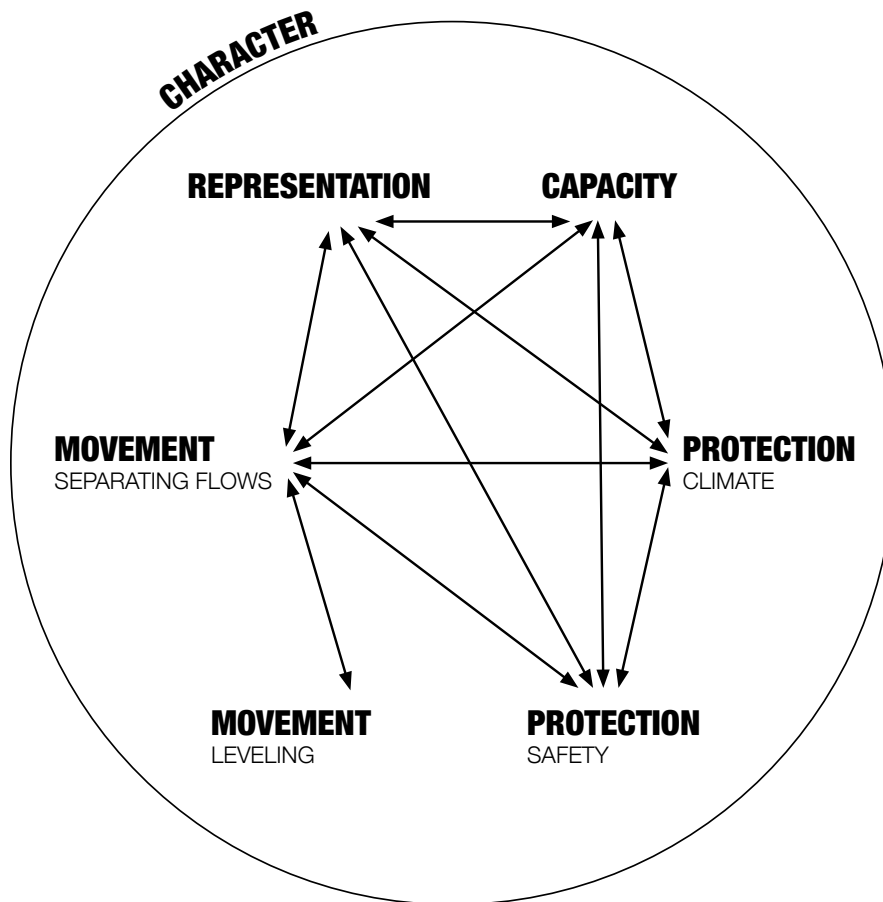 CHARACTER
REPRESENTATION
CAPACITY
MOVEMENT
SEPARATING FLOWS
PROTECTION
CLIMATE
MOVEMENT
LEVELING
PROTECTION
SAFETY